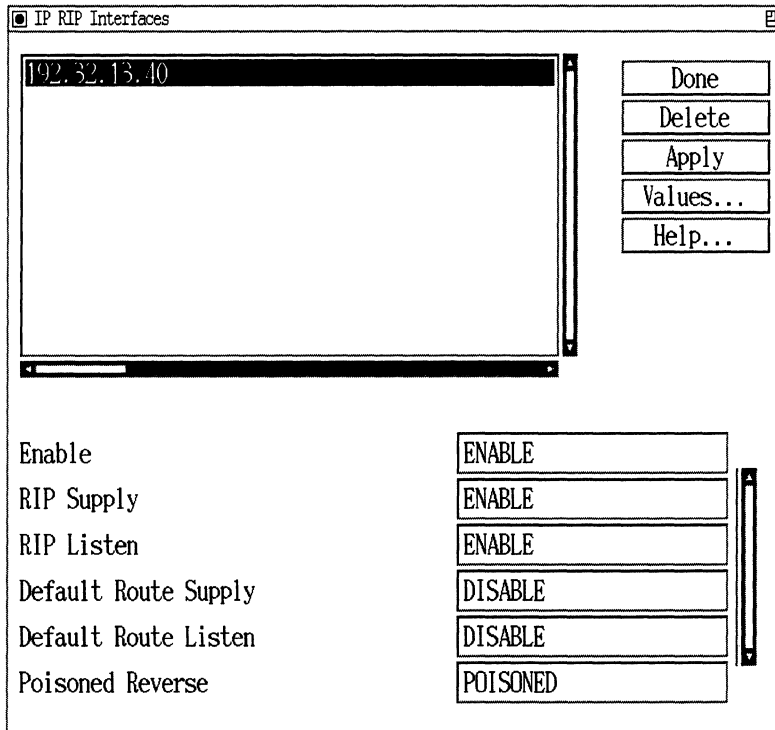 IP RIP Interfaces
192.32.13.40
Done
Delete
Apply
Values...
Help...
Enable ENABLE
RIP Supply ENABLE
RIP Listen ENABLE
Default Route Supply DISABLE
Default Route Listen DISABLE
Poisoned Reverse POISONED